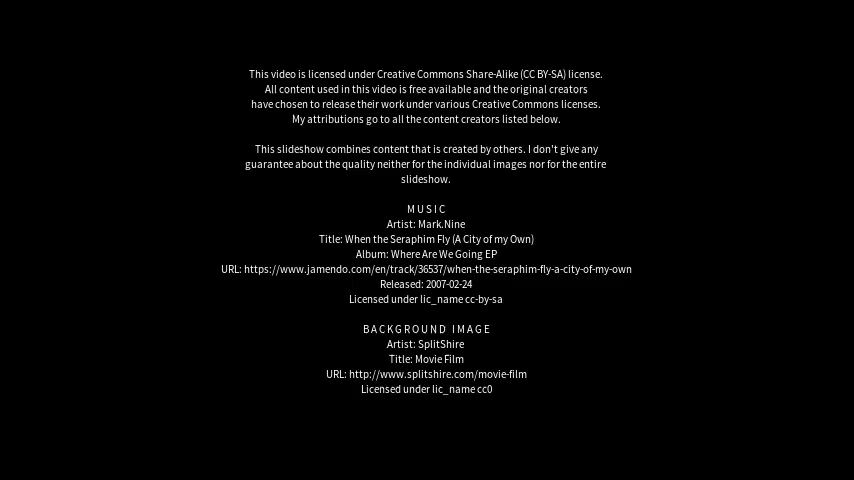 This video is licensed under Creative Commons Share-Alike (CC BY-SA) license.
All content used in this video is free available and the original creators
have chosen to release their work under various Creative Commons licenses.
My attributions go to all the content creators listed below.
This slideshow combines content that is created by others. I don't give any
guarantee about the quality neither for the individual images nor for the entire
slideshow.
MUSIC
Artist: Mark.Nine
Title: When the Seraphim Fly (A City of my Own)
Album: Where Are We Going EP
URL: https://www.jamendo.com/en/track/36537/when-the-seraphim-fly-a-city-of-my-own
Released: 2007-02-24
Licensed under lic_name cc-by-sa
BACKGROUND IMAGE
Artist: SplitShire
Title: Movie Film
URL: http://www.splitshire.com/movie-film
Licensed under lic_name cc0